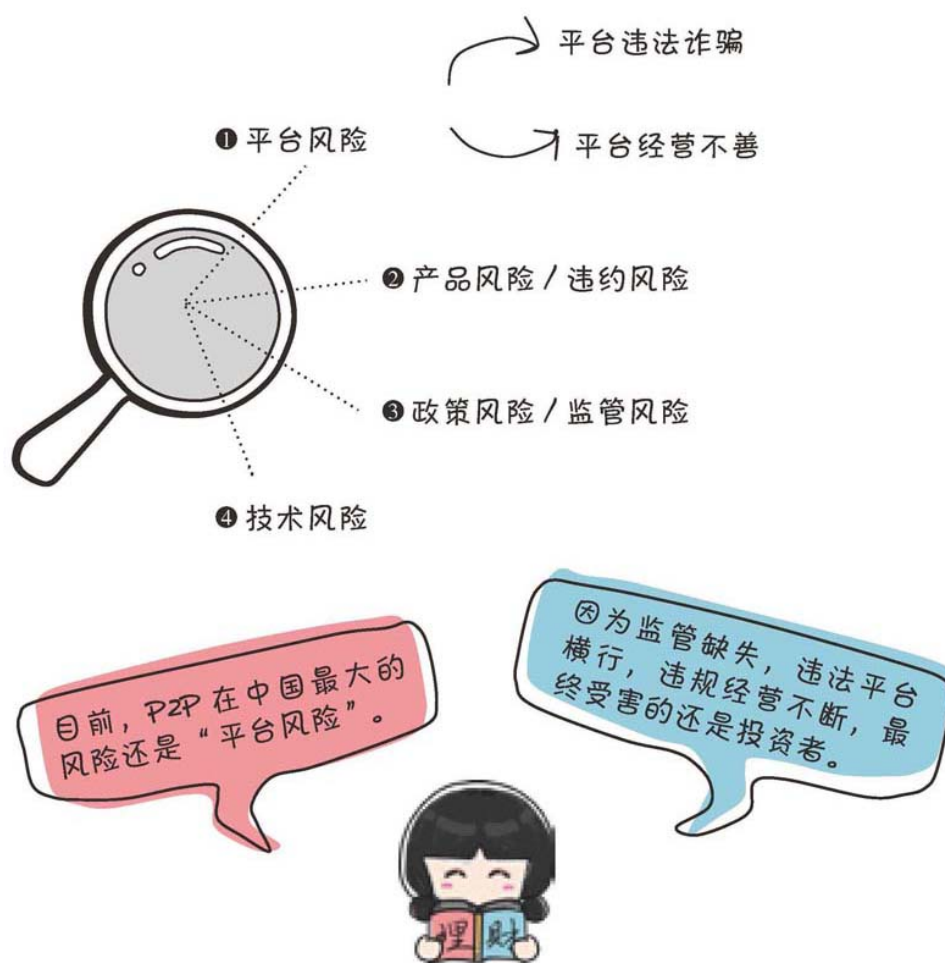 平台违法诈骗
❶ 平台风险
平台经营不善
❷ 产品风险 / 违约风险
❸ 政策风险 / 监管风险
❹ 技术风险
目前，P2P 在中国最大的
风险还是“平台风险”。
因为监管缺失，违法平台
横行，违规经营不断，最
终受害的还是投资者。
理财